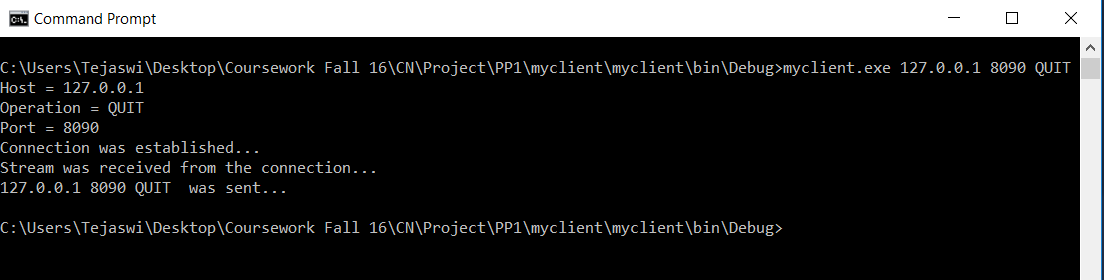 Command Prompt
C:\Users\Tejaswi\Desktop\Coursework Fall 16\CN\Project\PP1\myclient\myclient\bin\Debug>myclient.exe 127.0.0.1 8090 QUIT
Host = 127.0.0.1
Operation = QUIT
Port = 8090
Connection was established...
Stream was received from the connection...
127.0.0.1 8090 QUIT  was sent...
C:\Users\Tejaswi\Desktop\Coursework Fall 16\CN\Project\PP1\myclient\myclient\bin\Debug>